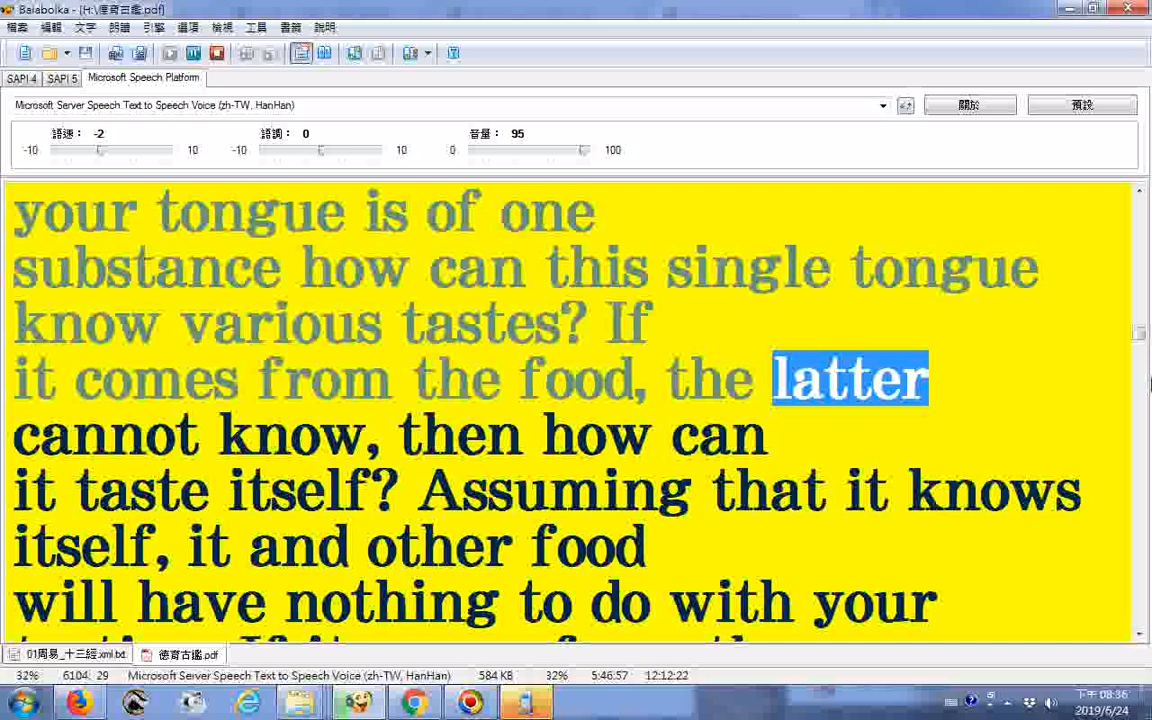 Balabolka - [H:\德育古鑑.pdf]
檔案 編輯 文字 朗讀 引擎 選項 檢視 工具 書籤 說明
SAPI 4 SAPI 5 Microsoft Speech Platform
Microsoft Server Speech Text to Speech Voice (zh-TW, HanHan) 關於 預設
語速： -2 語調： 0 音量： 95
-10 10 -10 10 0 100
your tongue is of one
substance how can this single tongue
know various tastes? If
it comes from the food, the latter
cannot know, then how can
it taste itself? Assuming that it knows
itself, it and other food
will have nothing to do with your
01周易_十三經.xml.bd 德育古鑑.pdf
32% 6104: 29 Microsoft Server Speech Text to Speech Voice (zh-TW, HanHan) 584 KB 32% 5:46:57 12:12:22
下午 08:36
2019/6/24